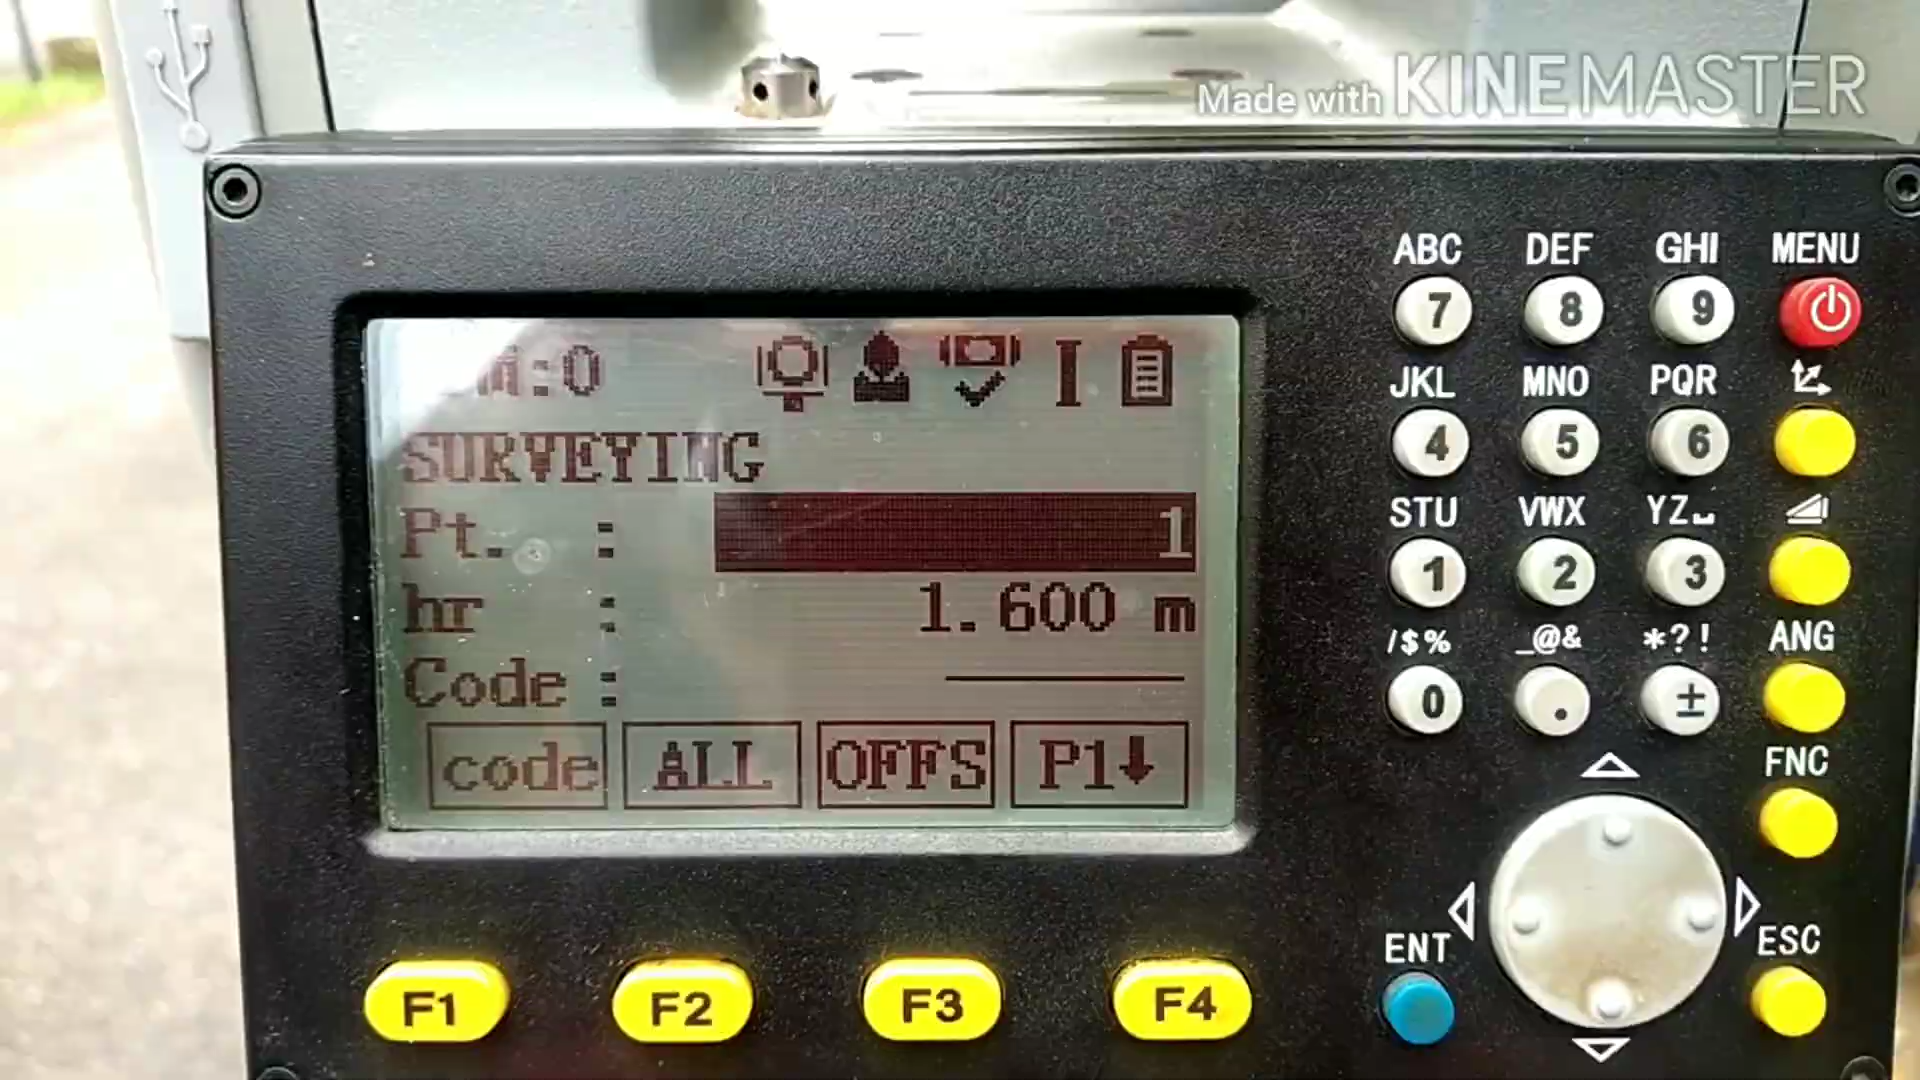 Made with KINEMASTER
:0
SURVEYING
Pt. : 1
hr : 1.600 m
Code :
code ALL OFFS P1↓
F1 F2 F3 F4
ABC DEF GHI MENU
7 8 9
JKL MNO PQR
4 5 6
STU VWX YZ␣
1 2 3
/$% _@& *?! ANG
0 . ±
FNC
ENT ESC